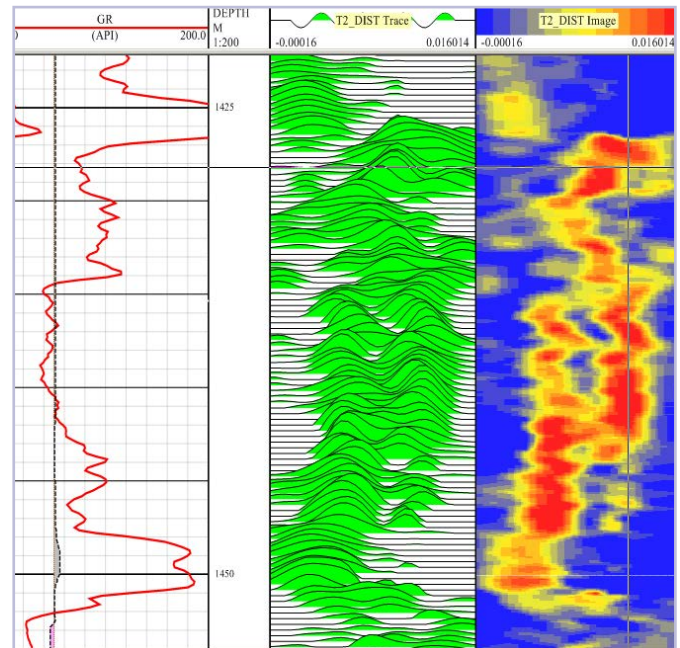 GR
(API)
200.0
DEPTH
M
1:200
T2_DIST Trace
-0.00016
0.016014
T2_DIST Image
-0.00016
0.016014
1425
1450